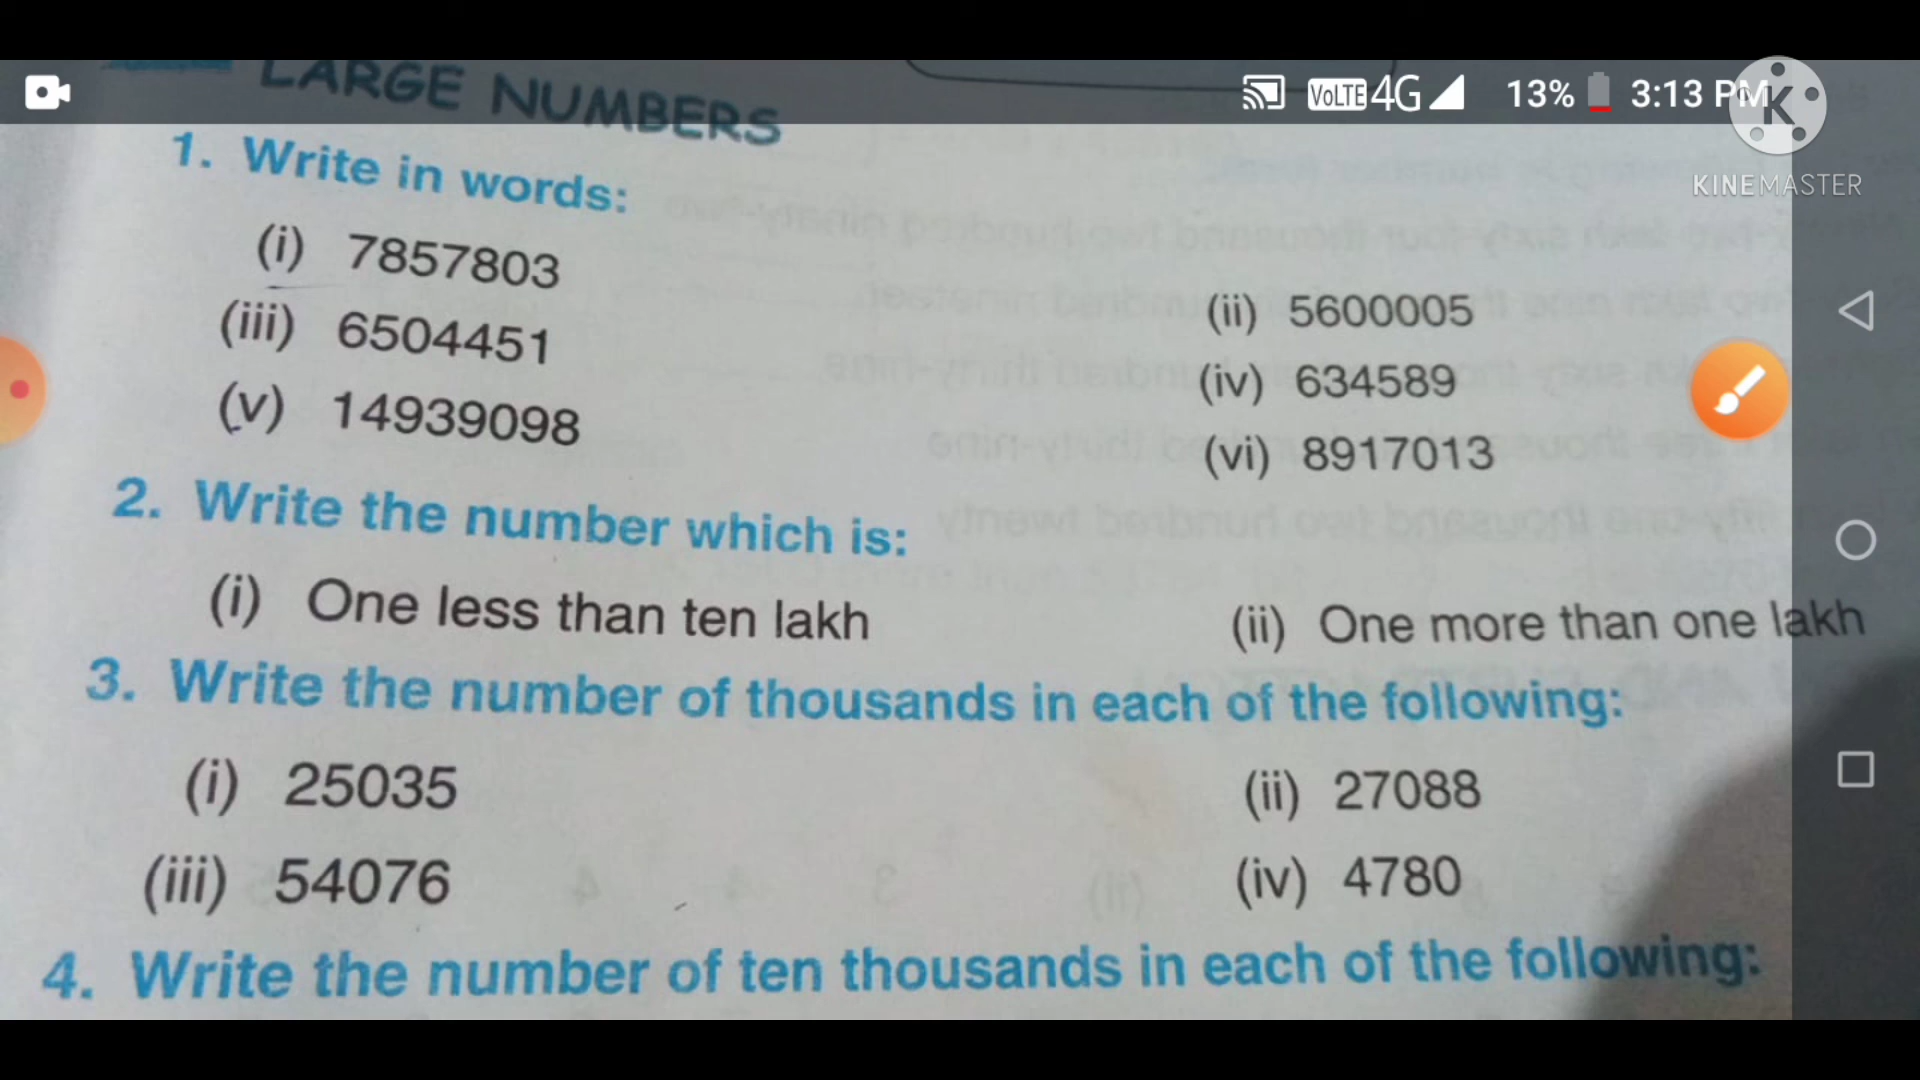 VoLTE 4G 13% 3:13 PM
KINEMASTER
LARGE NUMBERS
1. Write in words:
(i) 7857803
(ii) 5600005
(iii) 6504451
(iv) 634589
(v) 14939098
(vi) 8917013
2. Write the number which is:
(i) One less than ten lakh
(ii) One more than one lakh
3. Write the number of thousands in each of the following:
(i) 25035
(ii) 27088
(iii) 54076
(iv) 4780
4. Write the number of ten thousands in each of the following: